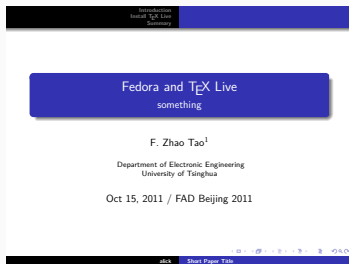 Introduction
Install TEX Live
Summary
Fedora and TEX Live
something
F. Zhao Tao1
Department of Electronic Engineering
University of Tsinghua
Oct 15, 2011 / FAD Beijing 2011
alick Short Paper Title